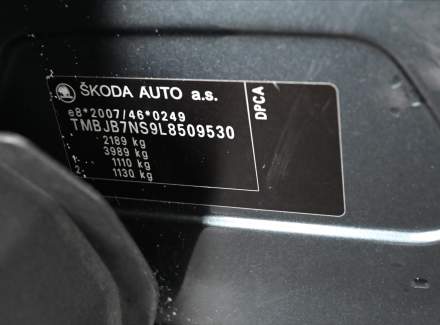 ŠKODA AUTO a.s.
e8*2007/46*0249
TMBJB7NS9L8509530
2189 kg
3989 kg
1- 1110 kg
2- 1130 kg
DPCA